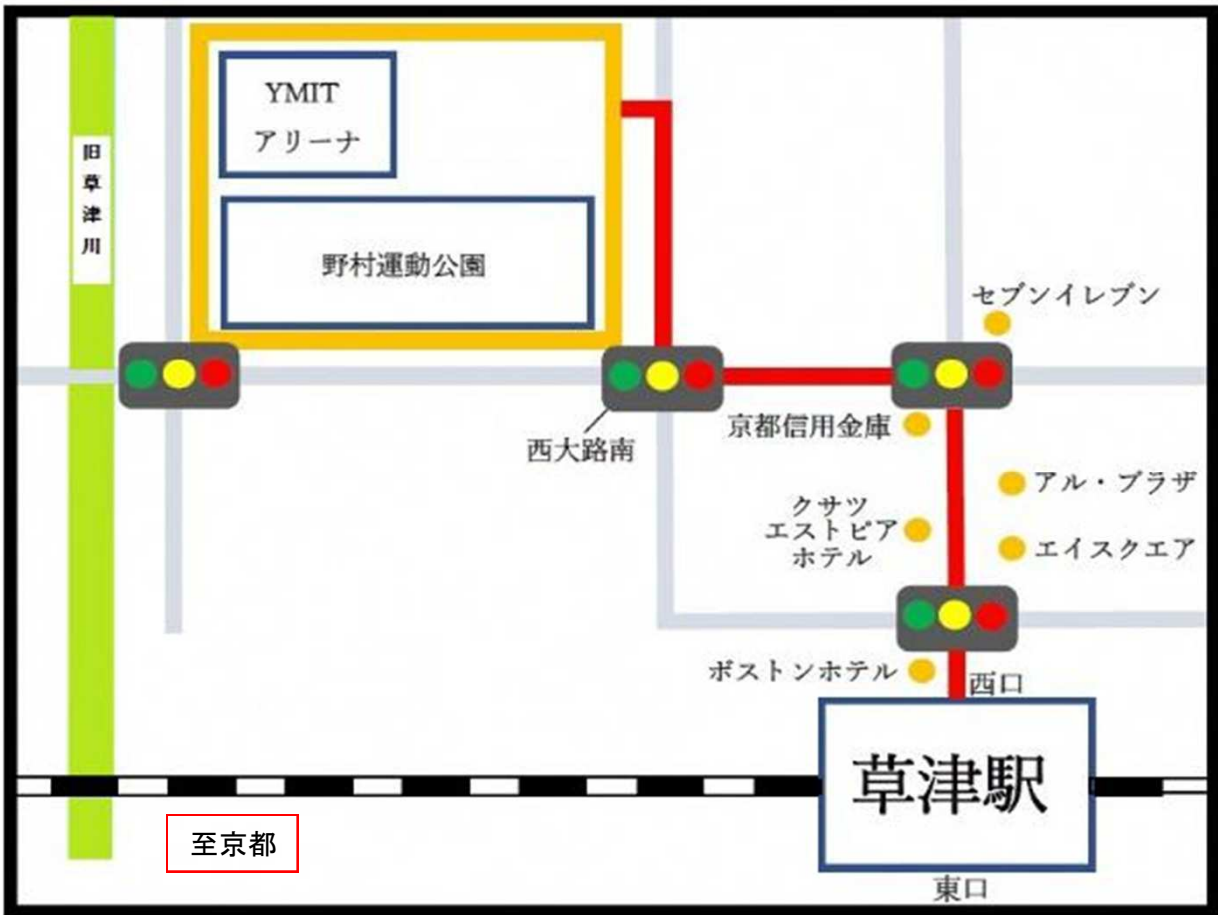 YMIT
アリーナ
旧草津川
野村運動公園
セブンイレブン
京都信用金庫
西大路南
アル・プラザ
クサツ
エストピア
ホテル
エイスクエア
ボストンホテル
西口
草津駅
至京都
東口